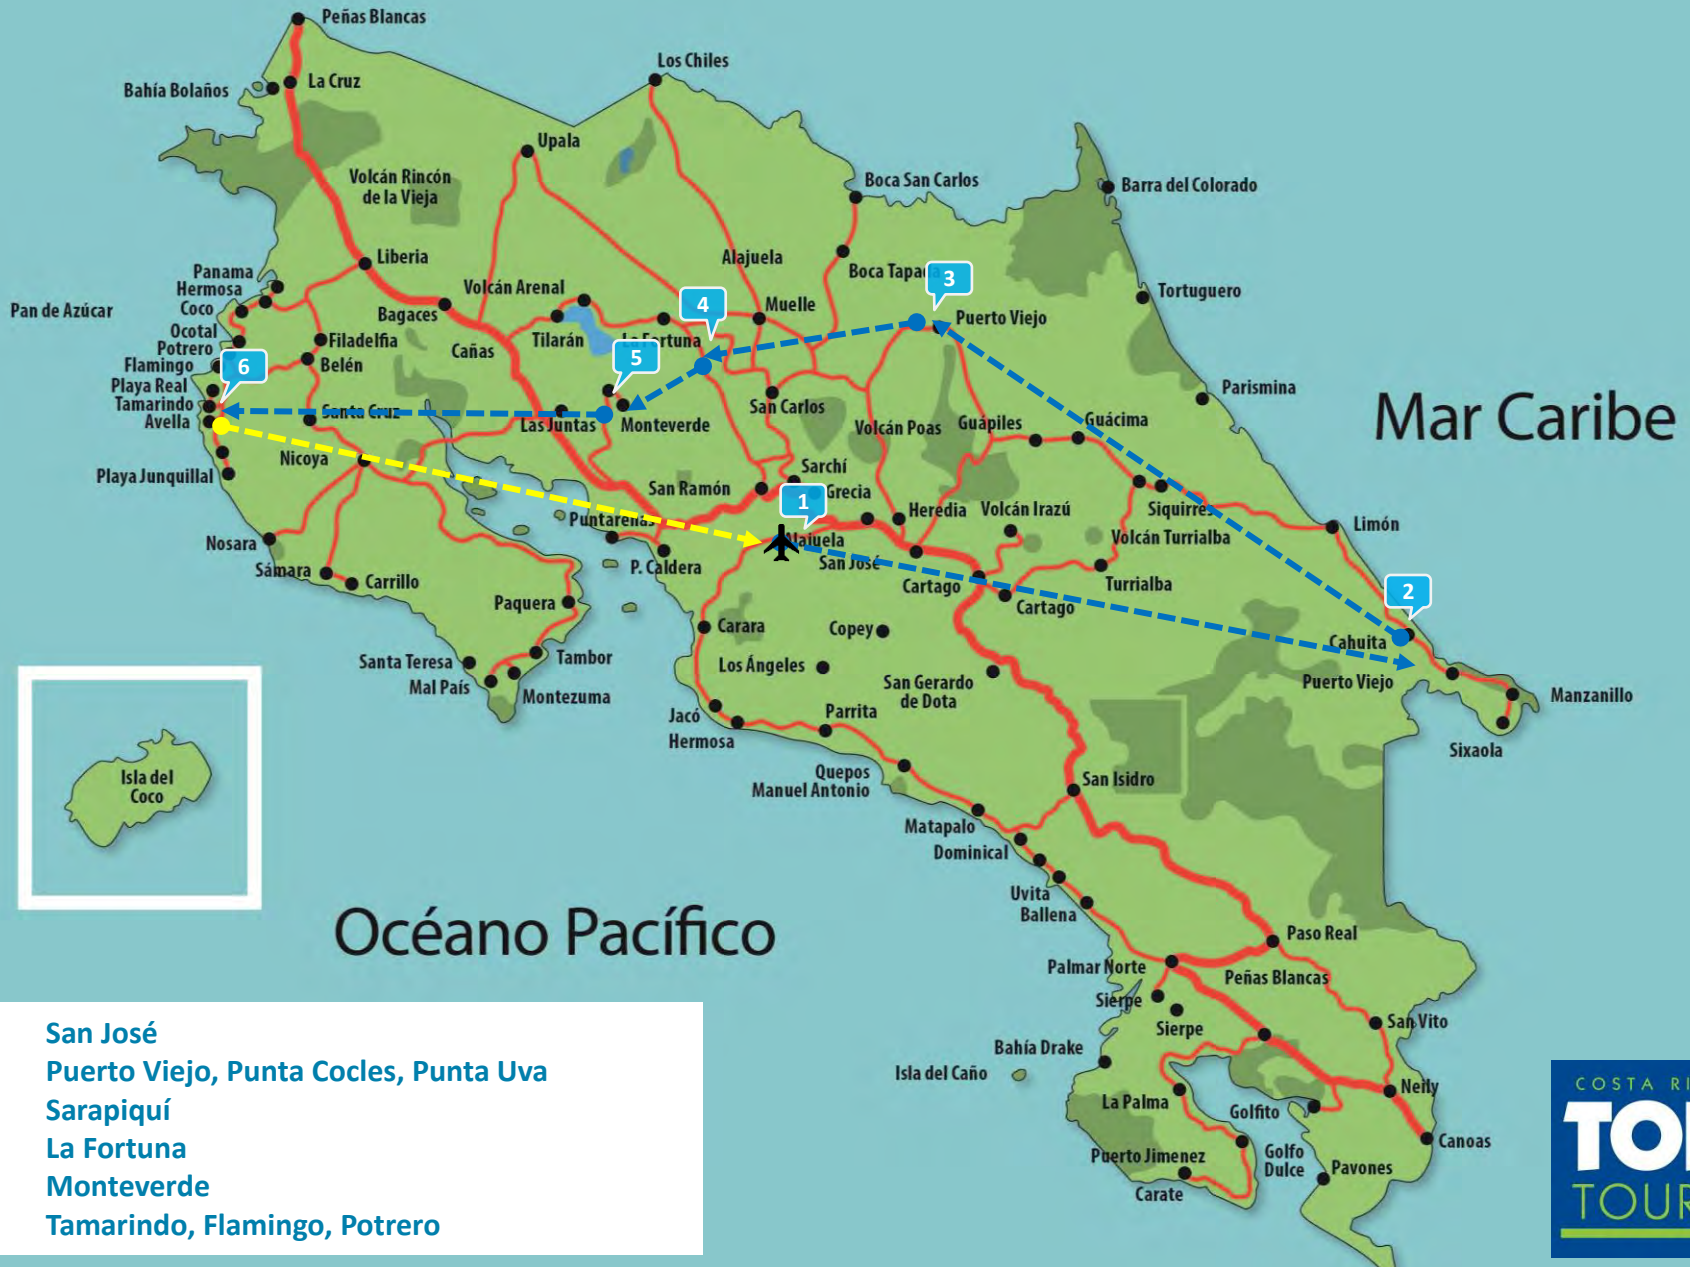 Peñas Blancas
Los Chiles
La Cruz
Bahía Bolaños
Upala
Volcán Rincón
de la Vieja
Boca San Carlos
Barra del Colorado
Liberia
Alajuela
Panama
Hermosa
Boca Tapada
3
Volcán Arenal
Tortuguero
Pan de Azúcar
Coco
Bagaces
4
Muelle
Puerto Viejo
Ocotal
Filadelfia
Tilarán
La Fortuna
Potrero
Cañas
5
Flamingo
6
Belén
Playa Real
Parismina
Tamarindo
Santa Cruz
San Carlos
Mar Caribe
Avella
Las Juntas
Monteverde
Volcán Poas
Guápiles
Guácima
Nicoya
Sarchí
Playa Junquillal
San Ramón
Grecia
1
Heredia
Volcán Irazú
Siquirres
Puntarenas
Limón
Nosara
Alajuela
Volcán Turrialba
P. Caldera
San José
Sámara
Carrillo
Cartago
Turrialba
2
Paquera
Cartago
Carara
Copey
Cahuita
Santa Teresa
Tambor
Los Ángeles
San Gerardo
de Dota
Puerto Viejo
Mal País
Montezuma
Manzanillo
Jacó
Parrita
Hermosa
Sixaola
Isla del
Coco
Quepos
Manuel Antonio
San Isidro
Matapalo
Dominical
Uvita
Ballena
Océano Pacífico
Paso Real
Palmar Norte
Peñas Blancas
Sierpe
Sierpe
San Vito
Bahía Drake
Isla del Caño
La Palma
Golfito
Neily
Canoas
Puerto Jimenez
Golfo
Dulce
Pavones
Carate
San José
Puerto Viejo, Punta Cocles, Punta Uva
Sarapiquí
La Fortuna
Monteverde
Tamarindo, Flamingo, Potrero
COSTA RI
TO
TOUR